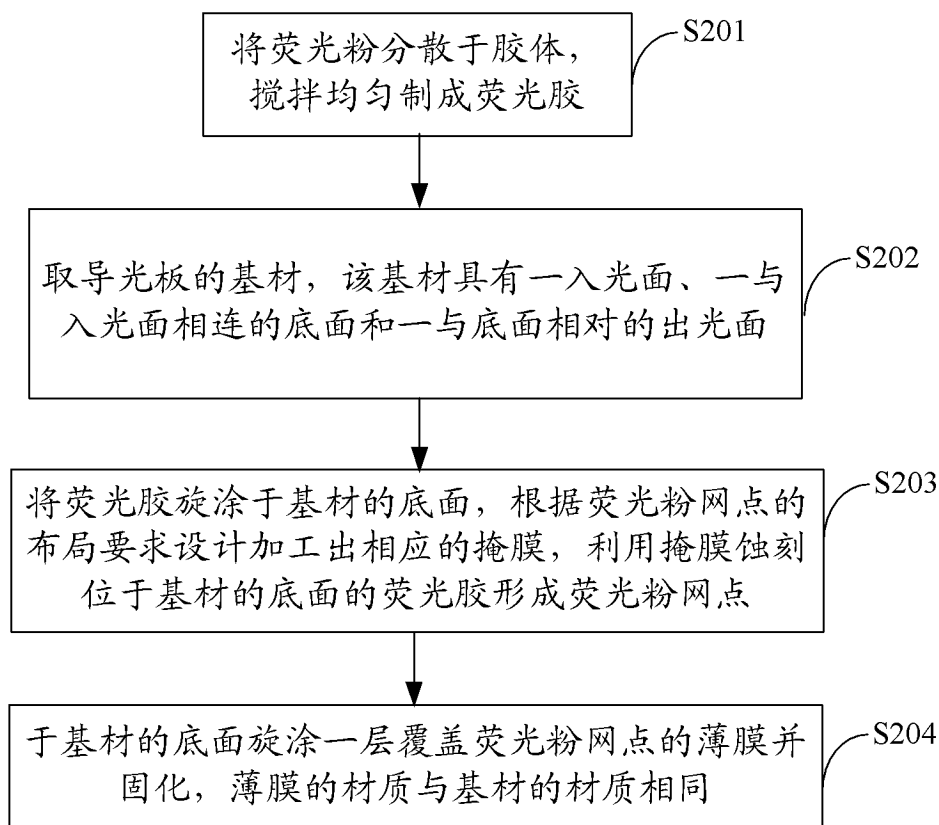 将荧光粉分散于胶体，
搅拌均匀制成荧光胶
S201
取导光板的基材，该基材具有一入光面、一与
入光面相连的底面和一与底面相对的出光面
S202
将荧光胶旋涂于基材的底面，根据荧光粉网点的
布局要求设计加工出相应的掩膜，利用掩膜蚀刻
位于基材的底面的荧光胶形成荧光粉网点
S203
于基材的底面旋涂一层覆盖荧光粉网点的薄膜并
固化，薄膜的材质与基材的材质相同
S204